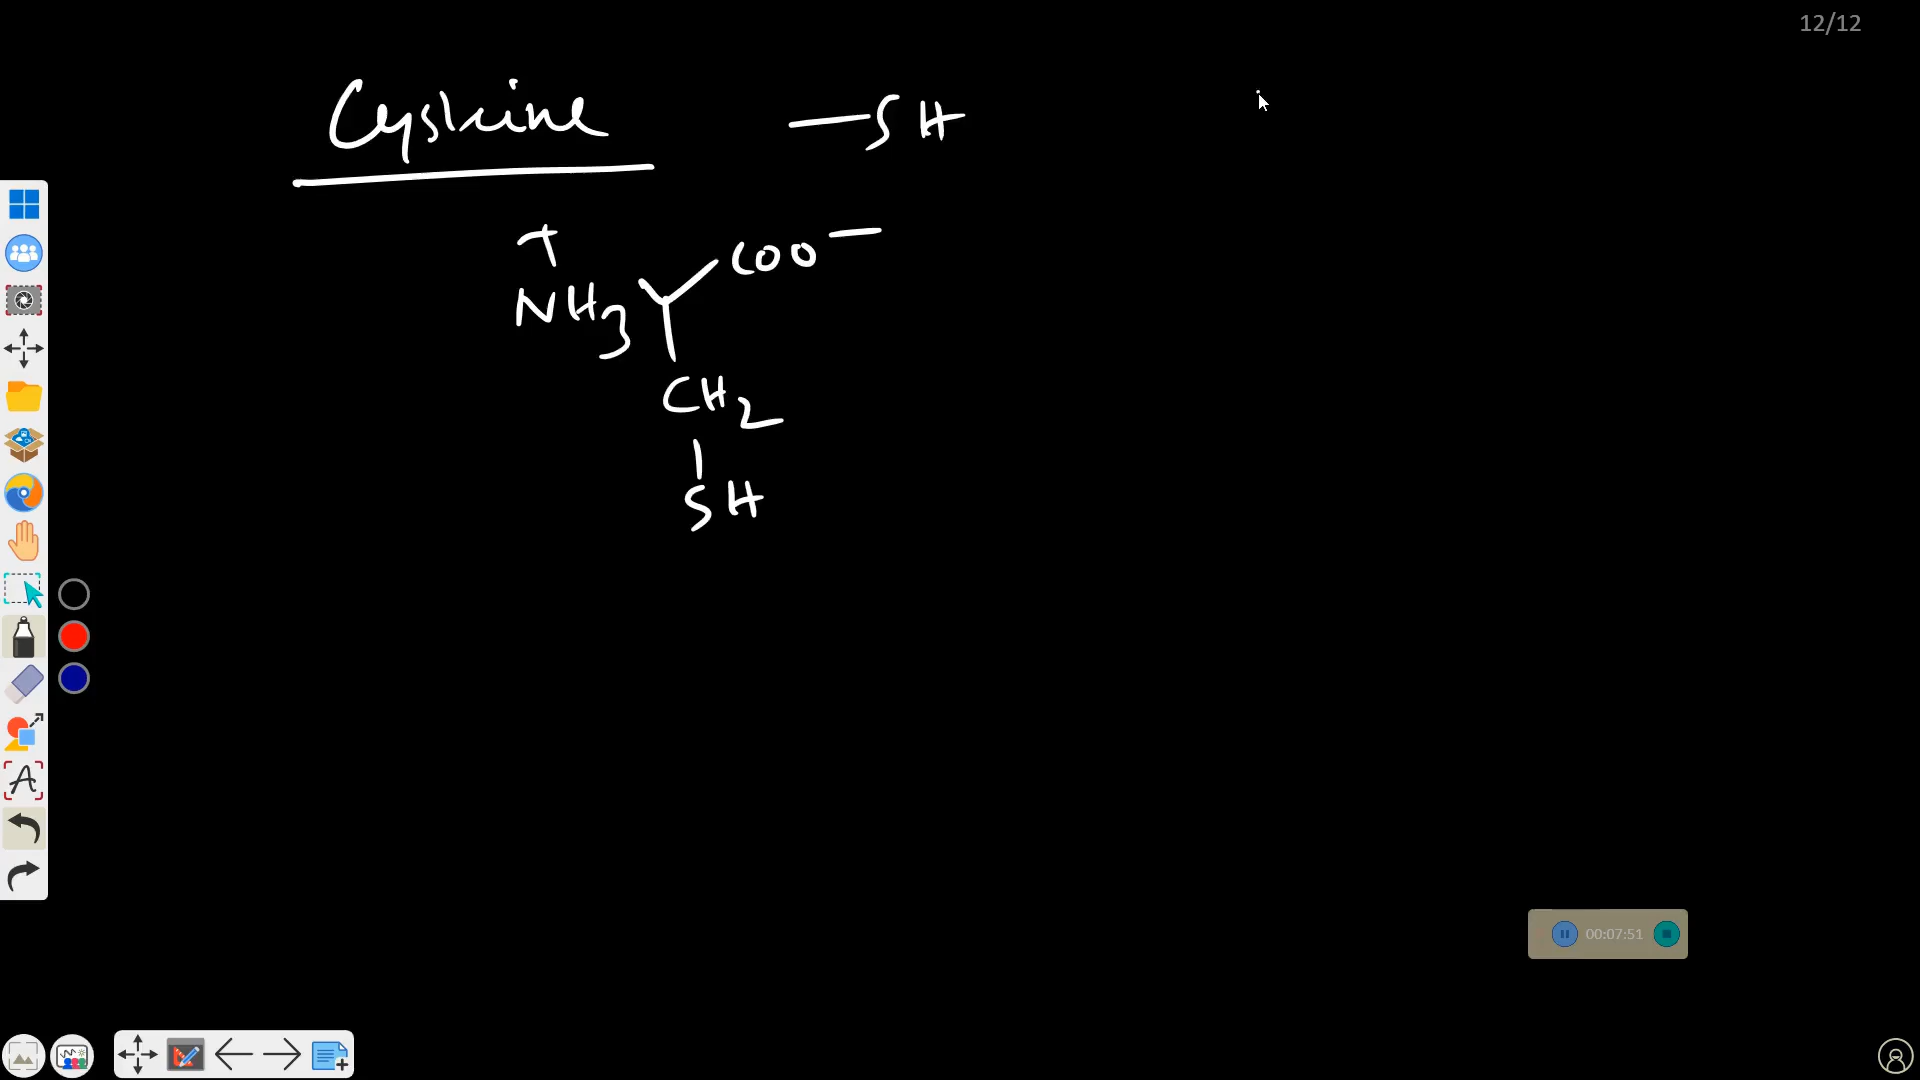 12/12
Cysteine —SH
+
NH3 COO —
CH2
SH
00:07:51